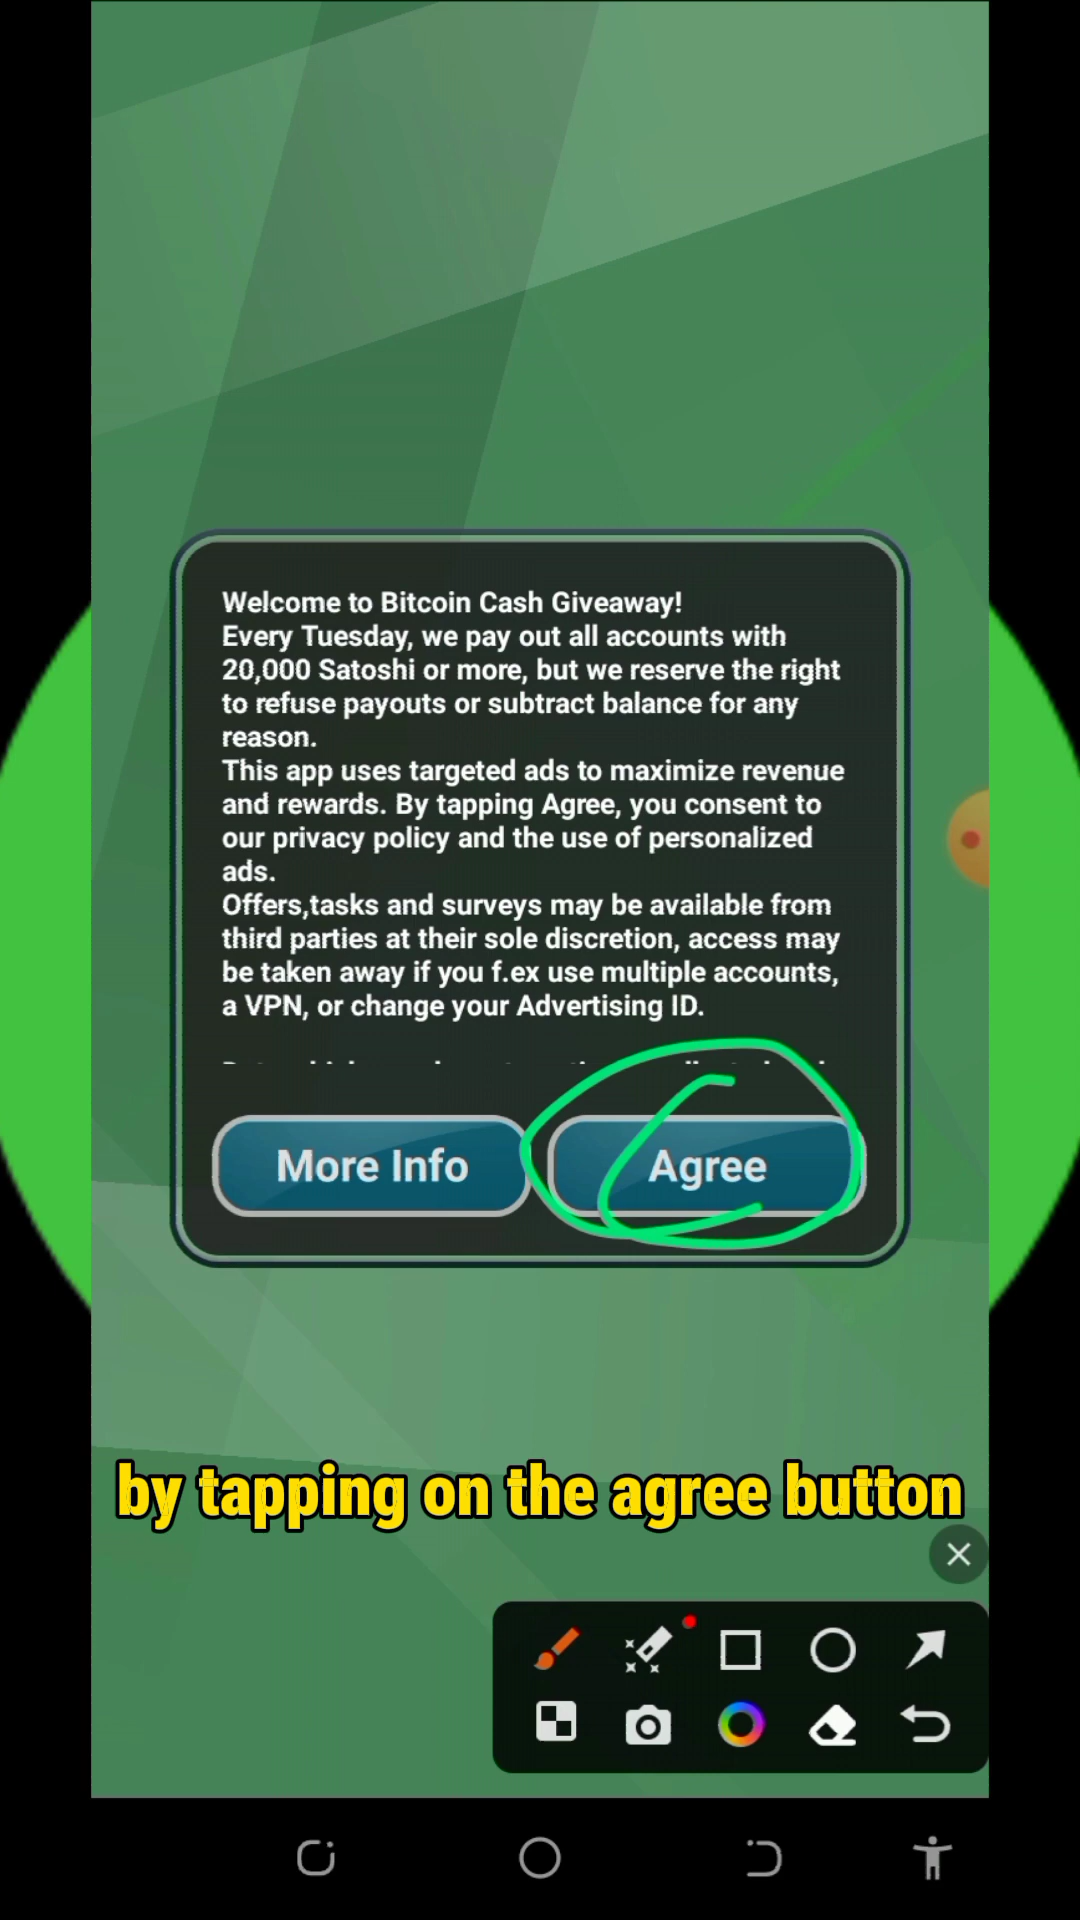 Welcome to Bitcoin Cash Giveaway!
Every Tuesday, we pay out all accounts with
20,000 Satoshi or more, but we reserve the right
to refuse payouts or subtract balance for any
reason.
This app uses targeted ads to maximize revenue
and rewards. By tapping Agree, you consent to
our privacy policy and the use of personalized
ads.
Offers,tasks and surveys may be available from
third parties at their sole discretion, access may
be taken away if you f.ex use multiple accounts,
a VPN, or change your Advertising ID.
More Info
Agree
by tapping on the agree button